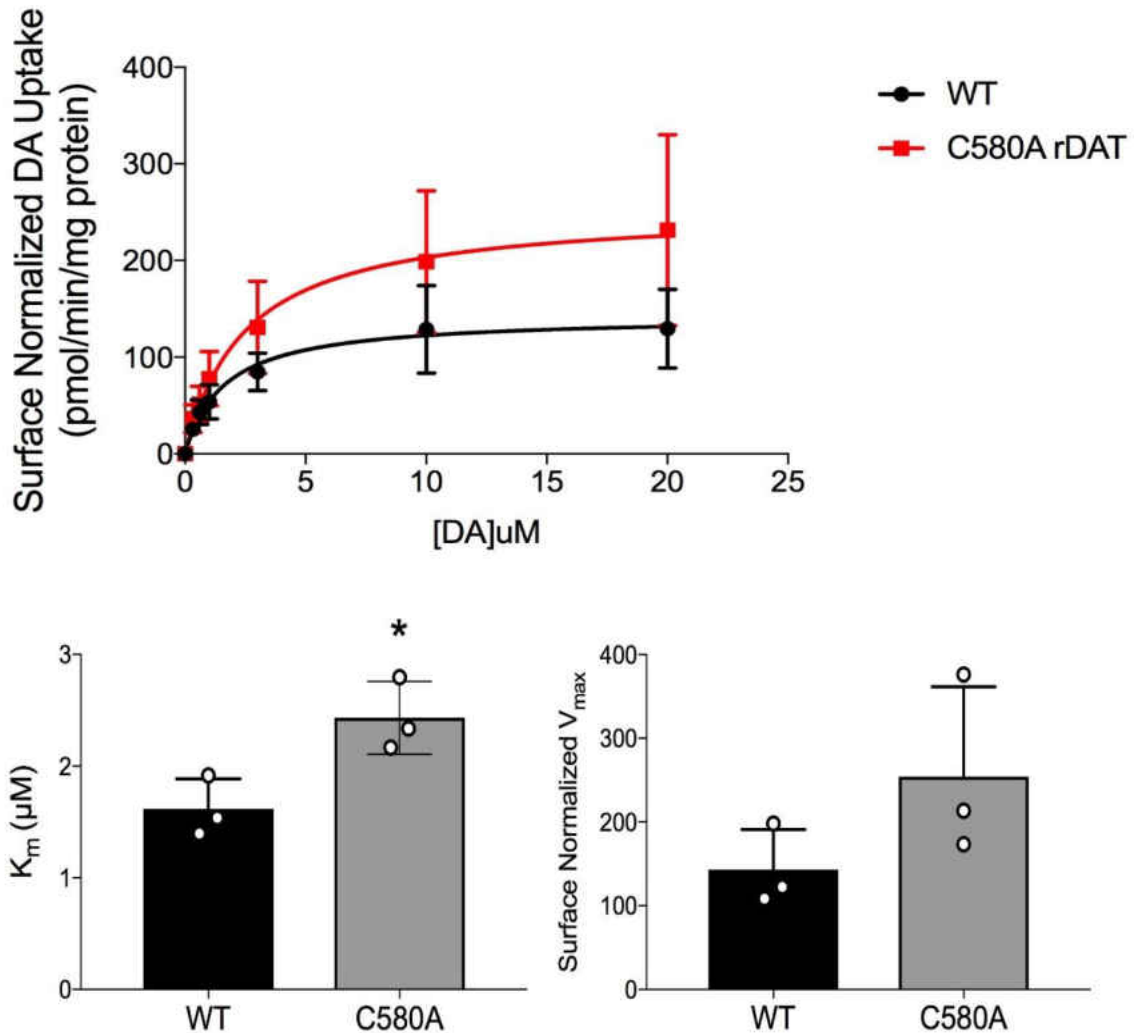 Surface Normalized DA Uptake
(pmol/min/mg protein)
400
300
200
100
0
0 5 10 15 20 25
[DA]uM
WT
C580A rDAT
Km (µM)
3
2
1
0
*
WT C580A
Surface Normalized Vmax
400
300
200
100
0
WT C580A